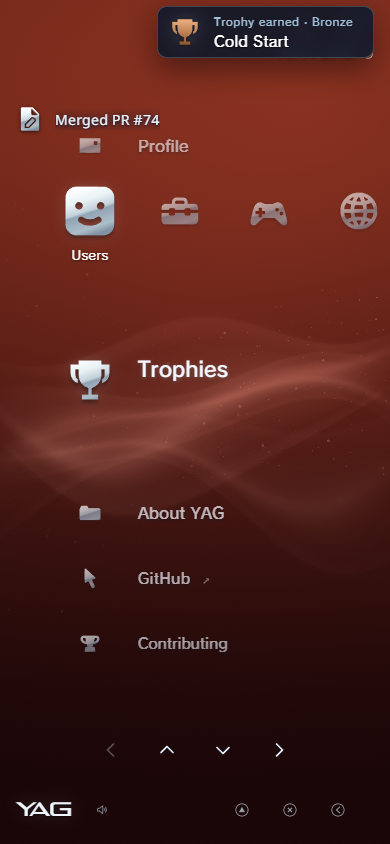 Trophy earned · Bronze
Cold Start
Merged PR #74
Profile
Users
Trophies
About YAG
GitHub ↗
Contributing
YAG